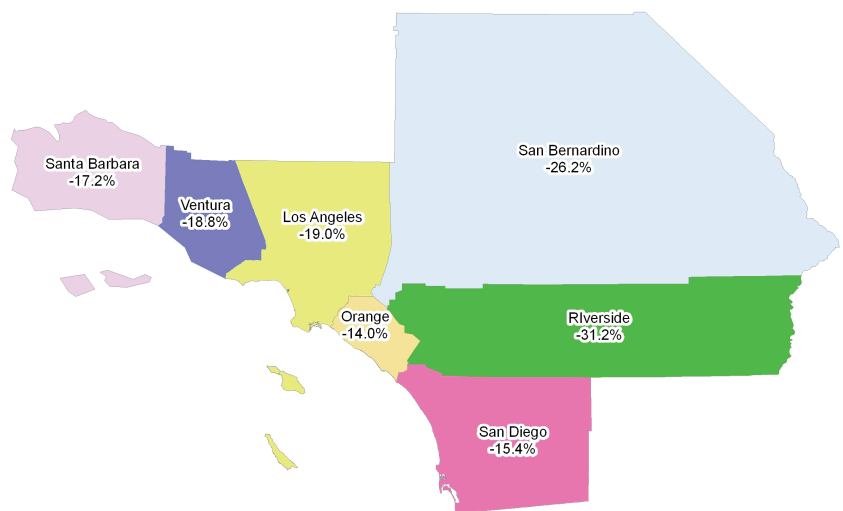 San Bernardino
-26.2%
Santa Barbara
-17.2%
Ventura
-18.8%
Los Angeles
-19.0%
Orange
-14.0%
RIverside
-31.2%
San Diego
-15.4%